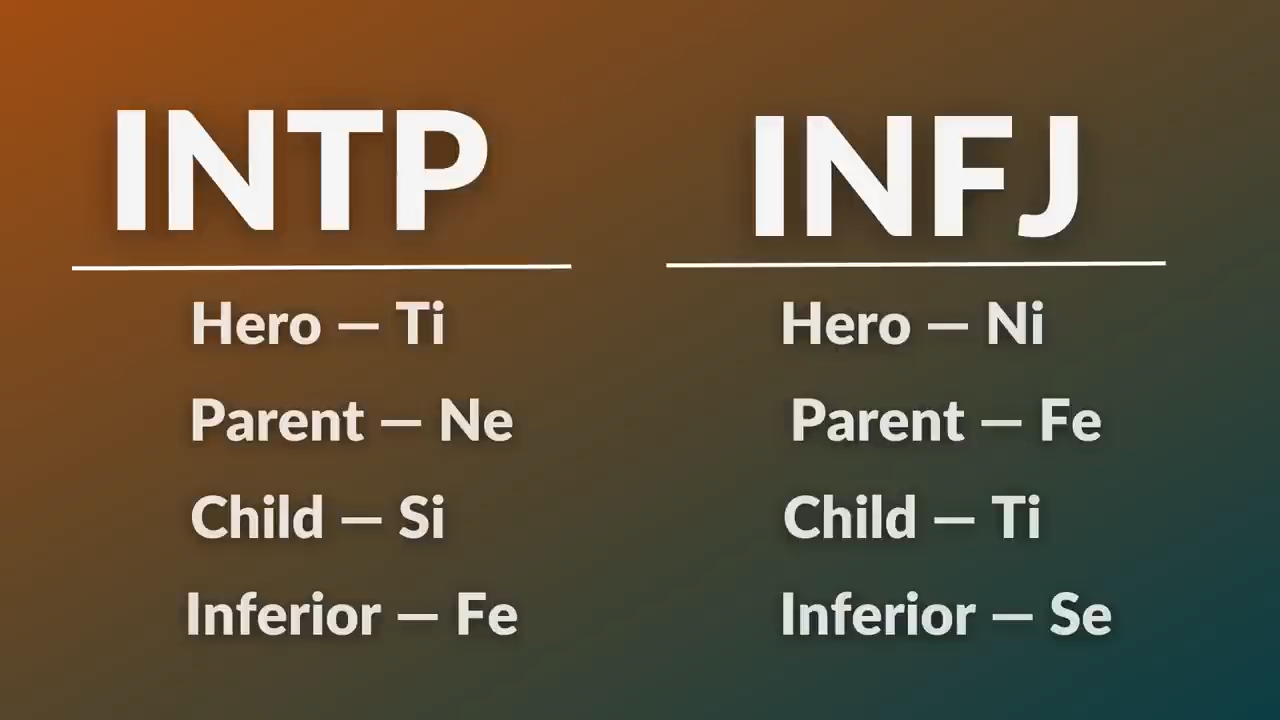 INTP
Hero — Ti
Parent — Ne
Child — Si
Inferior — Fe
INFJ
Hero — Ni
Parent — Fe
Child — Ti
Inferior — Se